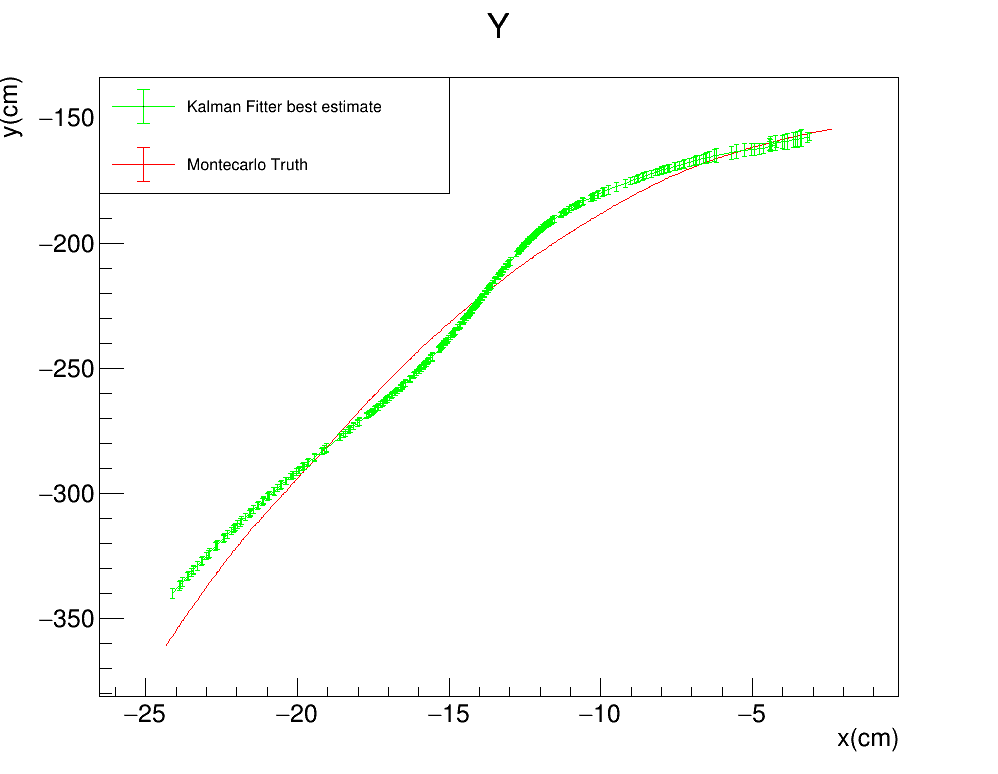 Y
y(cm)
Kalman Fitter best estimate
Montecarlo Truth
−150
−200
−250
−300
−350
−25 −20 −15 −10 −5
x(cm)